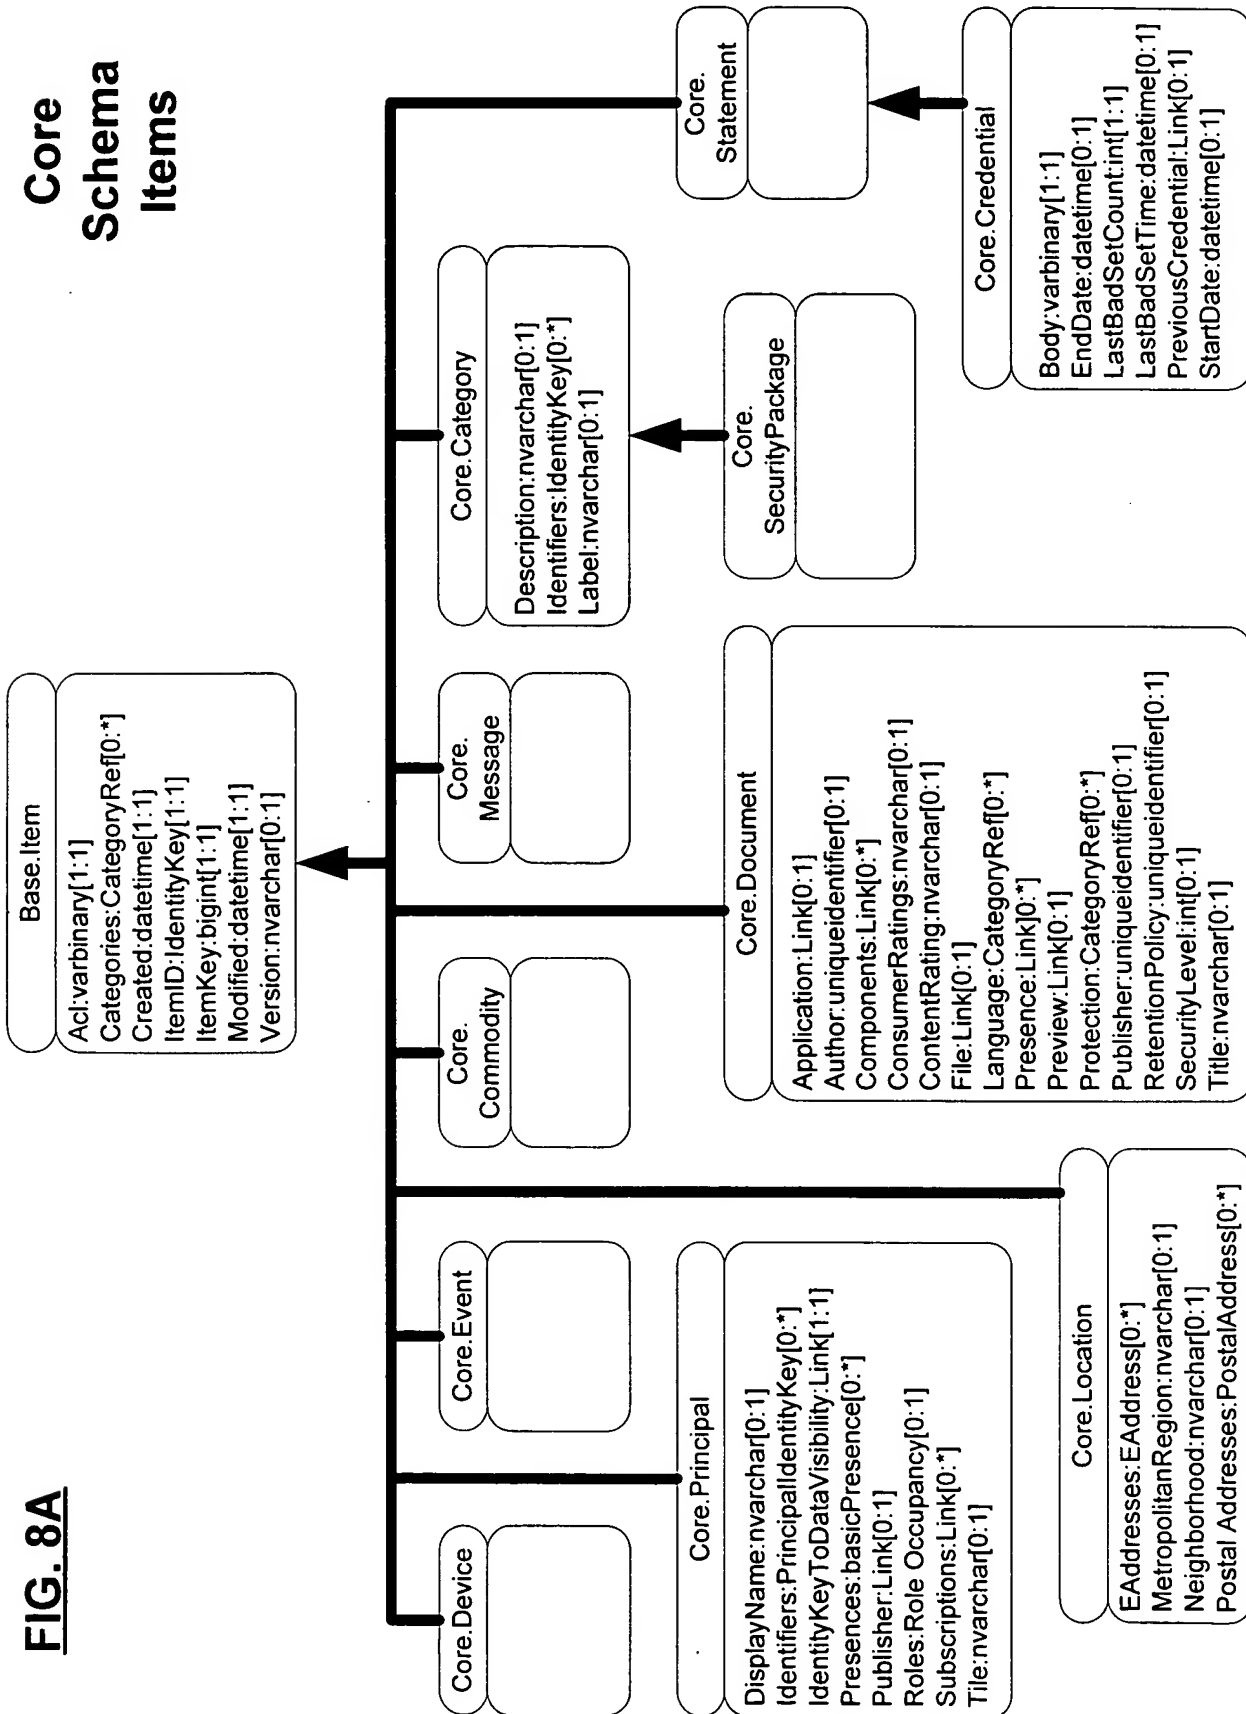 FIG. 8A
Core
Schema
Items
Base.Item
Acl:varbinary[1:1]
Categories:CategoryRef[0:*]
Created:datetime[1:1]
ItemID:IdentityKey[1:1]
ItemKey:bigint[1:1]
Modified:datetime[1:1]
Version:nvarchar[0:1]
Core.Device
Core.Event
Core.
Commodity
Core.
Message
Core.Category
Description:nvarchar[0:1]
Identifiers:IdentityKey[0:*]
Label:nvarchar[0:1]
Core.
Statement
Core.Principal
DisplayName:nvarchar[0:1]
Identifiers:PrincipalIdentityKey[0:*]
IdentityKeyToDataVisibility:Link[1:1]
Presences:basicPresence[0:*]
Publisher:Link[0:1]
Roles:Role Occupancy[0:1]
Subscriptions:Link[0:*]
Tile:nvarchar[0:1]
Core.Document
Application:Link[0:1]
Author:uniqueidentifier[0:1]
Components:Link[0:*]
ConsumerRatings:nvarchar[0:1]
ContentRating:nvarchar[0:1]
File:Link[0:1]
Language:CategoryRef[0:*]
Presence:Link]0:*]
Preview:Link[0:1]
Protection:CategoryRef[0:*]
Publisher:uniqueidentifier[0:1]
RetentionPolicy:uniqueidentifier[0:1]
SecurityLevel:int[0:1]
Title:nvarchar[0:1]
Core.
SecurityPackage
Core.Location
EAddresses:EAddress[0:*]
MetropolitanRegion:nvarchar[0:1]
Neighborhood:nvarchar[0:1]
Postal Addresses:PostalAddress[0:*]
Core.Credential
Body:varbinary[1:1]
EndDate:datetime[0:1]
LastBadSetCount:int[1:1]
LastBadSetTime:datetime[0:1]
PreviousCredential:Link[0:1]
StartDate:datetime[0:1]